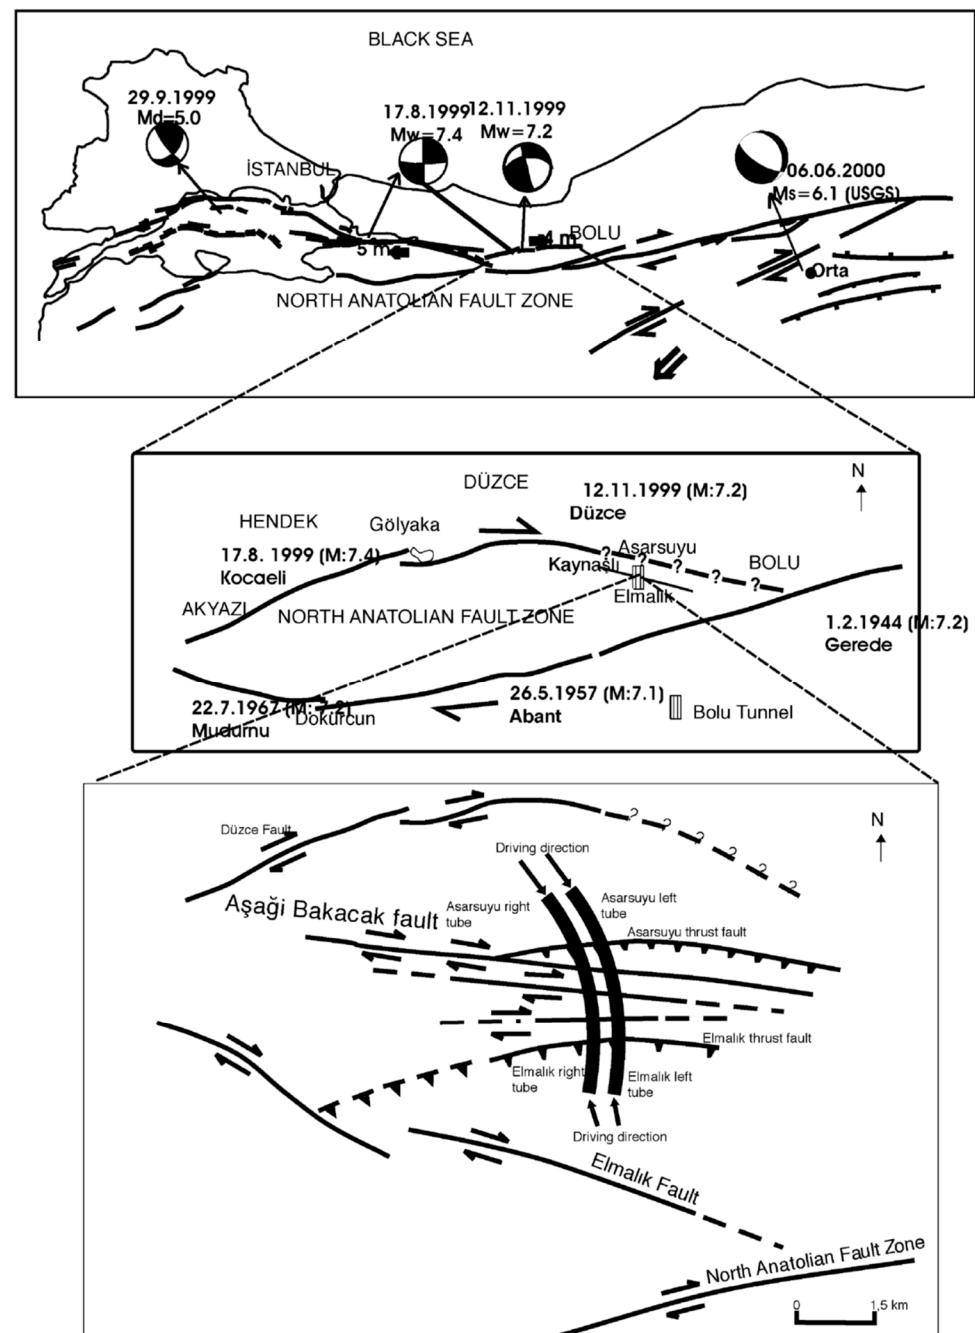 BLACK SEA
29.9.1999
Md=5.0
17.8.1999
Mw=7.4
12.11.1999
Mw=7.2
İSTANBUL
06.06.2000
Ms=6.1 (USGS)
5 m
4 m
BOLU
Orta
NORTH ANATOLIAN FAULT ZONE
N
DÜZCE
12.11.1999 (M:7.2)
Düzce
HENDEK
Gölyaka
17.8. 1999 (M:7.4)
Kocaeli
? Asarsuyu
?
?
?
?
Kaynaşlı
BOLU
Elmalık
AKYAZI
NORTH ANATOLIAN FAULT ZONE
1.2.1944 (M:7.2)
Gerede
22.7.1967 (M: 7.2)
Mudurnu
Dokurcun
26.5.1957 (M:7.1)
Abant
Bolu Tunnel
N
Düzce Fault
? ? ? ? ?
Driving direction
Aşaği Bakacak fault
Asarsuyu right
tube
Asarsuyu left
tube
Asarsuyu thrust fault
Elmalık thrust fault
Elmalık right
tube
Elmalık left
tube
Driving direction
Elmalık Fault
North Anatolian Fault Zone
0 1,5 km